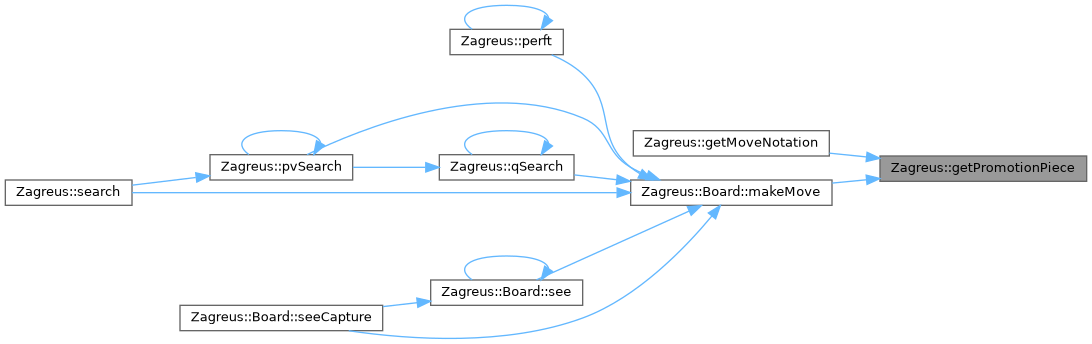 Zagreus::perft
Zagreus::getMoveNotation
Zagreus::pvSearch
Zagreus::qSearch
Zagreus::getPromotionPiece
Zagreus::search
Zagreus::Board::makeMove
Zagreus::Board::see
Zagreus::Board::seeCapture